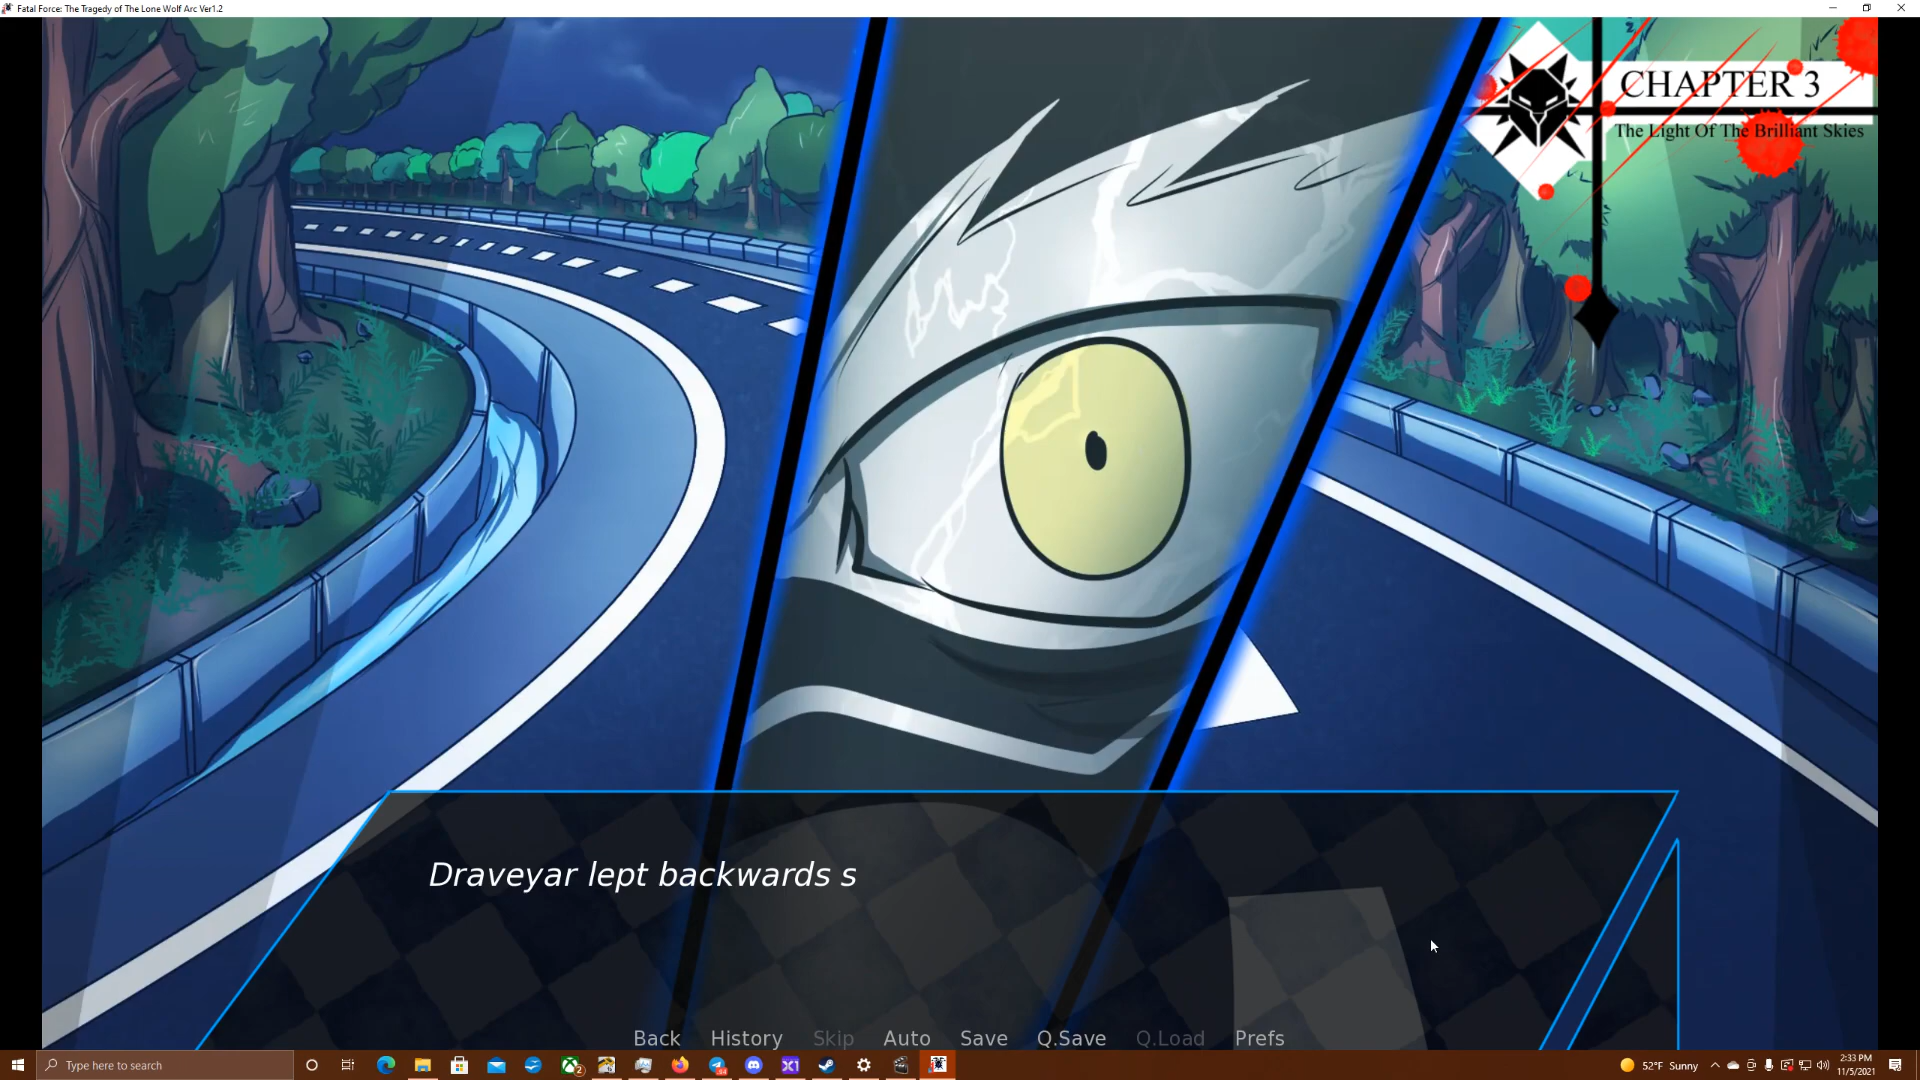 Fatal Force: The Tragedy of The Lone Wolf Arc Ver1.2
CHAPTER 3
The Light Of The Brilliant Skies
Draveyar lept backwards s
Back History Skip Auto Save Q.Save Q.Load Prefs
Type here to search
52°F Sunny
2:33 PM
11/5/2021